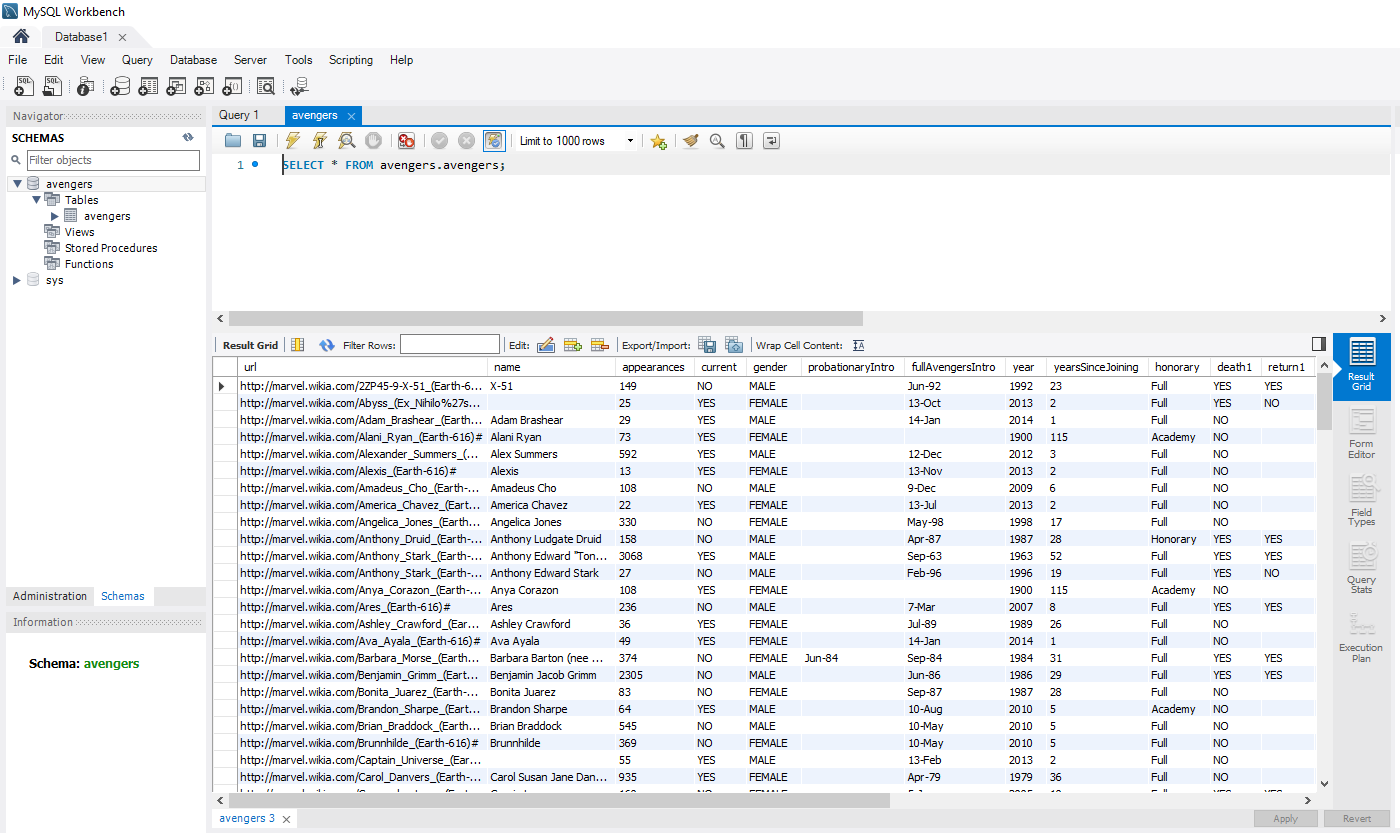 MySQL Workbench
Database1
File Edit View Query Database Server Tools Scripting Help
Navigator
SCHEMAS
Filter objects
avengers
Tables
avengers
Views
Stored Procedures
Functions
sys
Administration Schemas
Information
Schema: avengers
Query 1 avengers
Limit to 1000 rows
1 SELECT * FROM avengers.avengers;
Result Grid Filter Rows: Edit: Export/Import: Wrap Cell Content:
url name appearances current gender probationaryIntro fullAvengersIntro year yearsSinceJoining honorary death1 return1
http://marvel.wikia.com/2ZP45-9-X-51_(Earth-6... X-51 149 NO MALE Jun-92 1992 23 Full YES YES
http://marvel.wikia.com/Abyss_(Ex_Nihilo%27s... 25 YES FEMALE 13-Oct 2013 2 Full YES NO
http://marvel.wikia.com/Adam_Brashear_(Earth... Adam Brashear 29 YES MALE 14-Jan 2014 1 Full NO
http://marvel.wikia.com/Alani_Ryan_(Earth-616)# Alani Ryan 73 YES FEMALE 1900 115 Academy NO
http://marvel.wikia.com/Alexander_Summers_(... Alex Summers 592 YES MALE 12-Dec 2012 3 Full NO
http://marvel.wikia.com/Alexis_(Earth-616)# Alexis 13 YES FEMALE 13-Nov 2013 2 Full NO
http://marvel.wikia.com/Amadeus_Cho_(Earth-... Amadeus Cho 108 NO MALE 9-Dec 2009 6 Full NO
http://marvel.wikia.com/America_Chavez_(Eart... America Chavez 22 YES FEMALE 13-Jul 2013 2 Full NO
http://marvel.wikia.com/Angelica_Jones_(Earth... Angelica Jones 330 NO FEMALE May-98 1998 17 Full NO
http://marvel.wikia.com/Anthony_Druid_(Earth-... Anthony Ludgate Druid 158 NO MALE Apr-87 1987 28 Honorary YES YES
http://marvel.wikia.com/Anthony_Stark_(Earth-... Anthony Edward "Ton... 3068 YES MALE Sep-63 1963 52 Full YES YES
http://marvel.wikia.com/Anthony_Stark_(Earth-... Anthony Edward Stark 27 NO MALE Feb-96 1996 19 Full YES NO
http://marvel.wikia.com/Anya_Corazon_(Earth-... Anya Corazon 108 YES FEMALE 1900 115 Academy NO
http://marvel.wikia.com/Ares_(Earth-616)# Ares 236 NO MALE 7-Mar 2007 8 Full YES YES
http://marvel.wikia.com/Ashley_Crawford_(Ear... Ashley Crawford 36 YES FEMALE Jul-89 1989 26 Full NO
http://marvel.wikia.com/Ava_Ayala_(Earth-616)# Ava Ayala 49 YES FEMALE 14-Jan 2014 1 Full NO
http://marvel.wikia.com/Barbara_Morse_(Earth... Barbara Barton (nee ... 374 NO FEMALE Jun-84 Sep-84 1984 31 Full YES YES
http://marvel.wikia.com/Benjamin_Grimm_(Eart... Benjamin Jacob Grimm 2305 NO MALE Jun-86 1986 29 Full YES YES
http://marvel.wikia.com/Bonita_Juarez_(Earth-... Bonita Juarez 83 NO FEMALE Sep-87 1987 28 Full NO
http://marvel.wikia.com/Brandon_Sharpe_(Eart... Brandon Sharpe 64 YES MALE 10-Aug 2010 5 Academy NO
http://marvel.wikia.com/Brian_Braddock_(Earth... Brian Braddock 545 NO MALE 10-May 2010 5 Full NO
http://marvel.wikia.com/Brunnhilde_(Earth-616)# Brunnhilde 369 NO FEMALE 10-May 2010 5 Full NO
http://marvel.wikia.com/Captain_Universe_(Ear... 55 YES MALE 13-Feb 2013 2 Full NO
http://marvel.wikia.com/Carol_Danvers_(Earth-... Carol Susan Jane Dan... 935 YES FEMALE Apr-79 1979 36 Full NO
avengers 3
Apply Revert
Result Grid
Form Editor
Field Types
Query Stats
Execution Plan